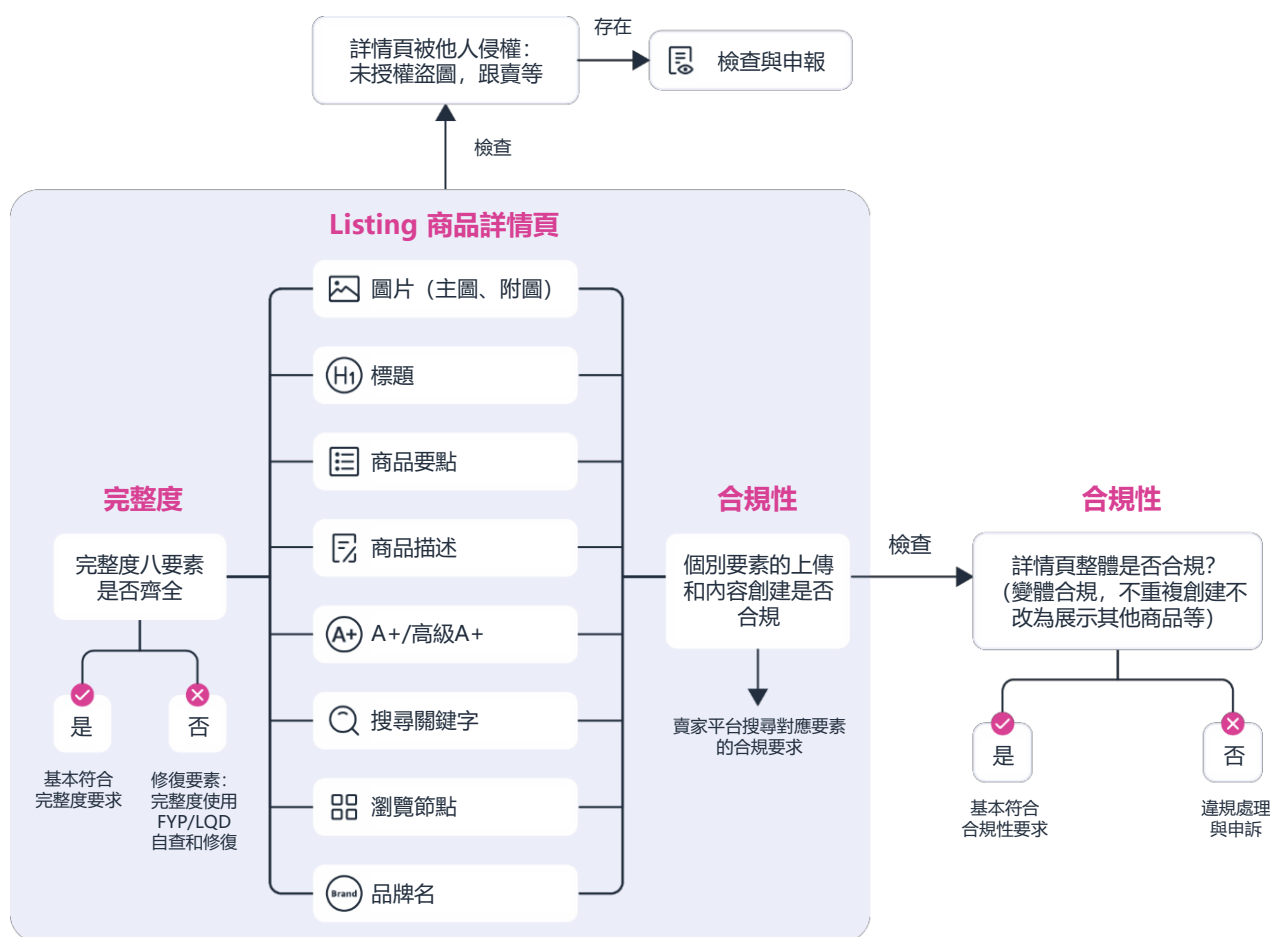 詳情頁被他人侵權：
未授權盜圖，跟賣等
存在
檢查與申報
檢查
Listing 商品詳情頁
圖片（主圖、附圖）
H1 標題
商品要點
商品描述
A+ A+/高級A+
搜尋關鍵字
瀏覽節點
Brand 品牌名
完整度
完整度八要素
是否齊全
是
否
基本符合
完整度要求
修復要素：
完整度使用
FYP/LQD
自查和修復
合規性
個別要素的上傳
和內容創建是否
合規
賣家平台搜尋對應要素
的合規要求
檢查
合規性
詳情頁整體是否合規？
（變體合規，不重複創建不
改為展示其他商品等）
是
否
基本符合
合規性要求
違規處理
與申訴